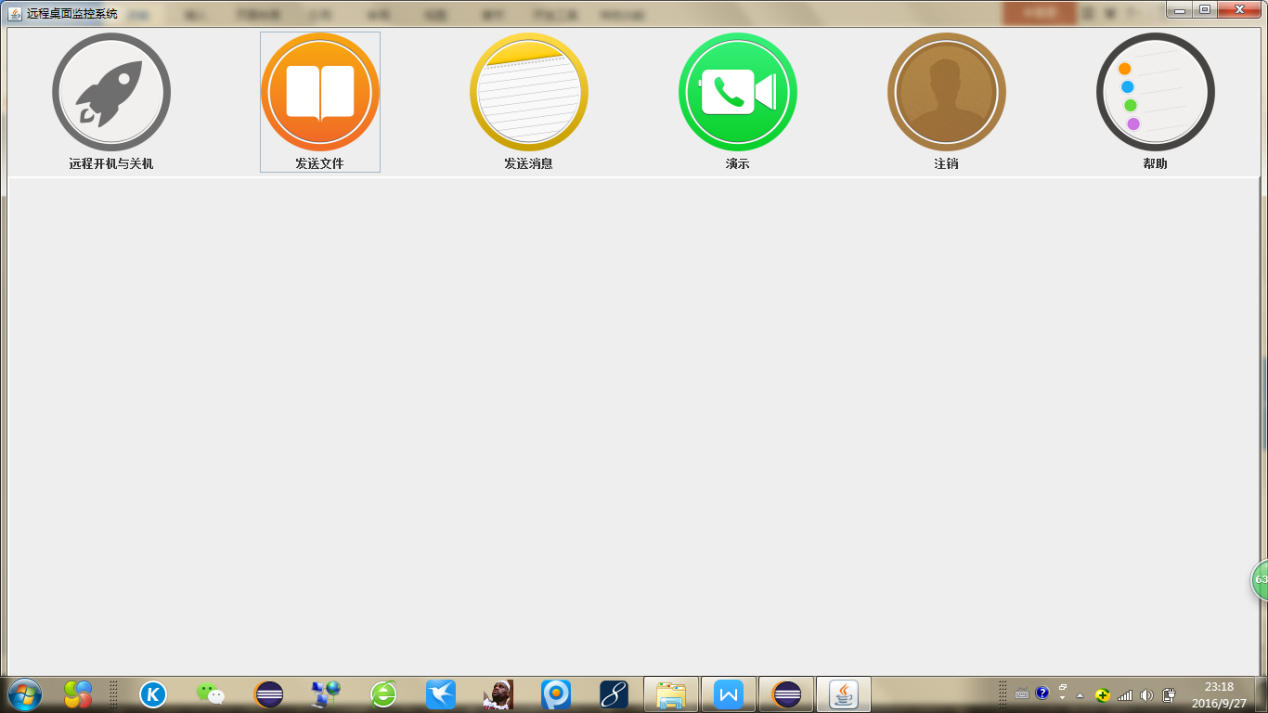 远程桌面监控系统
远程开机与关机
发送文件
发送消息
演示
注销
帮助
63
23:18
2016/9/27